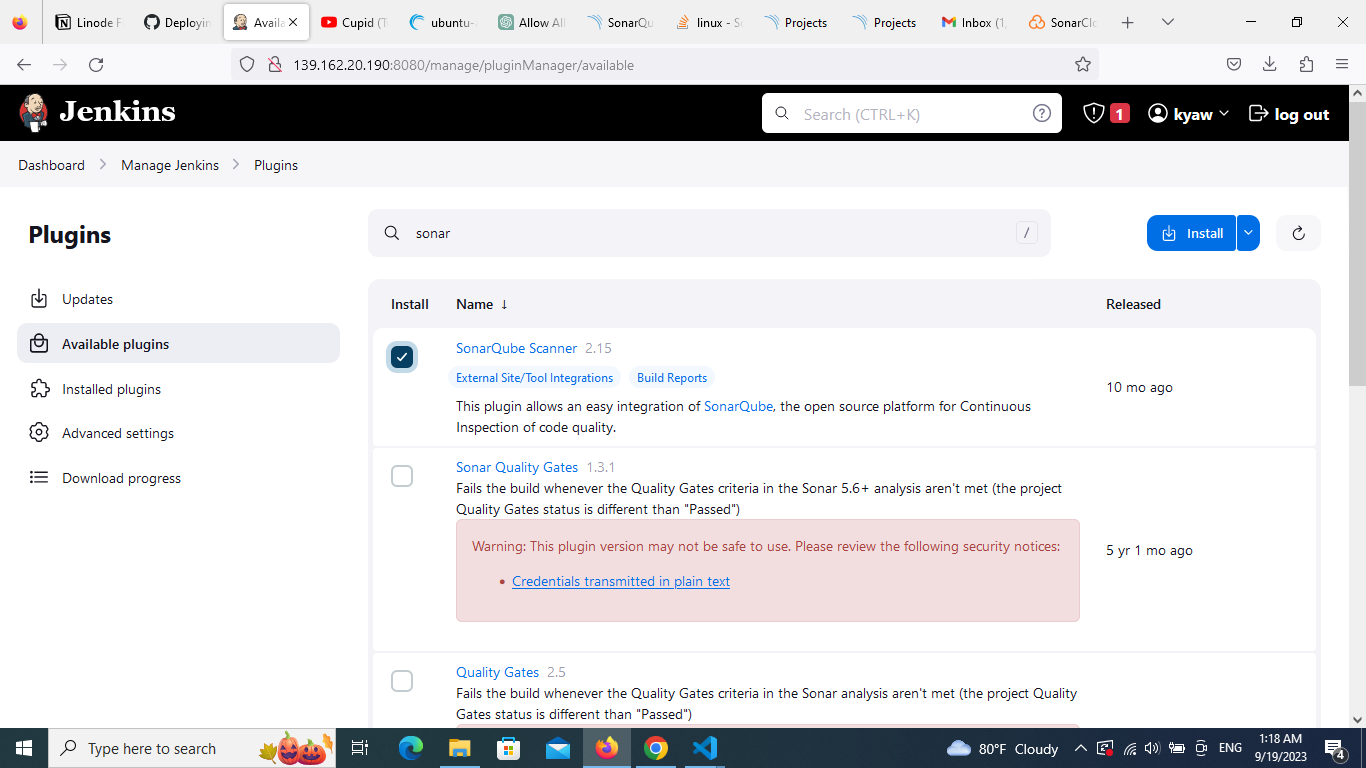 Linode F
Deployin
Availa
Cupid (T
ubuntu-
Allow All
SonarQu
linux - So
Projects
Projects
Inbox (1,
SonarClo
139.162.20.190:8080/manage/pluginManager/available
Jenkins
Search (CTRL+K)
1
kyaw
log out
Dashboard
Manage Jenkins
Plugins
Plugins
sonar
/
Install
Updates
Available plugins
Installed plugins
Advanced settings
Download progress
Install
Name ↓
Released
SonarQube Scanner 2.15
External Site/Tool Integrations
Build Reports
This plugin allows an easy integration of SonarQube, the open source platform for Continuous
Inspection of code quality.
10 mo ago
Sonar Quality Gates 1.3.1
Fails the build whenever the Quality Gates criteria in the Sonar 5.6+ analysis aren't met (the project
Quality Gates status is different than "Passed")
Warning: This plugin version may not be safe to use. Please review the following security notices:
• Credentials transmitted in plain text
5 yr 1 mo ago
Quality Gates 2.5
Fails the build whenever the Quality Gates criteria in the Sonar analysis aren't met (the project Quality
Gates status is different than "Passed")
Type here to search
80°F Cloudy
ENG
1:18 AM
9/19/2023
4